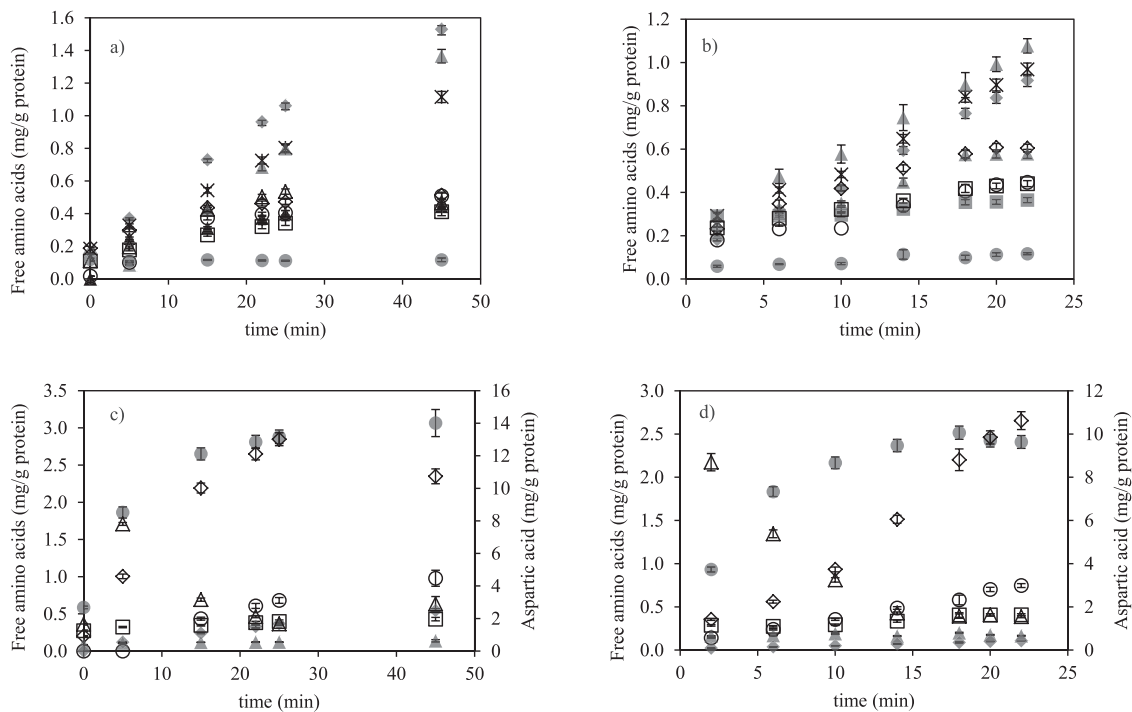 a)
Free amino acids (mg/g protein)
1.6
1.4
1.2
1.0
0.8
0.6
0.4
0.2
0.0
0 10 20 30 40 50
time (min)
b)
Free amino acids (mg/g protein)
1.2
1.0
0.8
0.6
0.4
0.2
0.0
0 5 10 15 20 25
time (min)
c)
Free amino acids (mg/g protein)
3.5
3.0
2.5
2.0
1.5
1.0
0.5
0.0
0 10 20 30 40 50
time (min)
16
14
12
10
8
6
4
2
0
Aspartic acid (mg/g protein)
d)
Free amino acids (mg/g protein)
3.0
2.5
2.0
1.5
1.0
0.5
0.0
0 5 10 15 20 25
time (min)
12
10
8
6
4
2
0
Aspartic acid (mg/g protein)